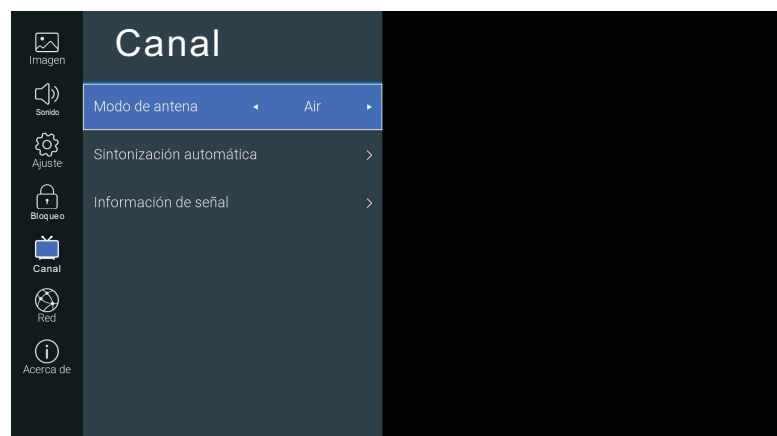 Canal
Imagen
Sonido
Ajuste
Bloqueo
Canal
Red
Acerca de
Modo de antena Air
Sintonización automática
Información de señal